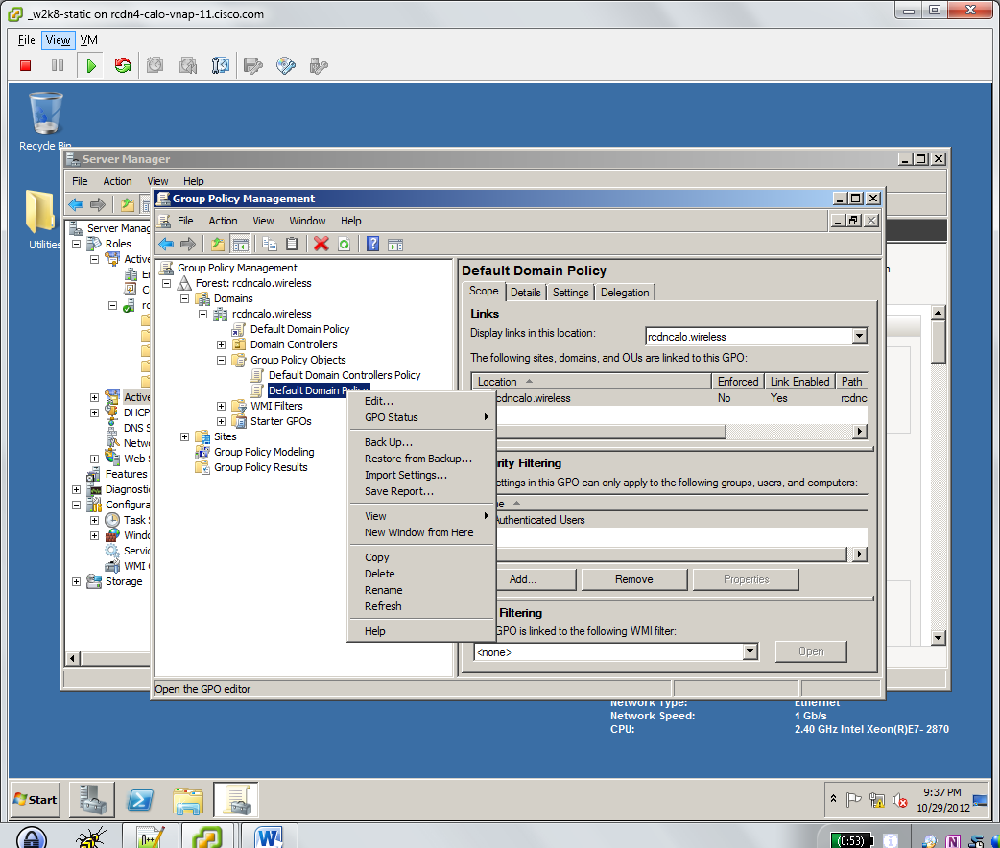 _w2k8-static on rcdn4-calo-vnap-11.cisco.com
File View VM
Recycle Bin
Utilities
Server Manager
File Action View Help
Server Manag
Roles
Active
rc
Active
DHCP
DNS S
Netw
Web
Features
Diagnostic
Configura
Task
Windo
Servic
WMI
Storage
Group Policy Management
File Action View Window Help
Group Policy Management
Forest: rcdncalo.wireless
Domains
rcdncalo.wireless
Default Domain Policy
Domain Controllers
Group Policy Objects
Default Domain Controllers Policy
Default Domain Policy
WMI Filters
Starter GPOs
Sites
Group Policy Modeling
Group Policy Results
Edit...
GPO Status
Back Up...
Restore from Backup...
Import Settings...
Save Report...
View
New Window from Here
Copy
Delete
Rename
Refresh
Help
Default Domain Policy
Scope Details Settings Delegation
Links
Display links in this location: rcdncalo.wireless
The following sites, domains, and OUs are linked to this GPO:
Location Enforced Link Enabled Path
cdncalo.wireless No Yes rcdnc
rity Filtering
ettings in this GPO can only apply to the following groups, users, and computers:
e
Authenticated Users
Add... Remove Properties
Filtering
GPO is linked to the following WMI filter:
<none> Open
Open the GPO editor
Network Type: Ethernet
Network Speed: 1 Gb/s
CPU: 2.40 GHz Intel Xeon(R)E7- 2870
Start
9:37 PM
10/29/2012
(0:53)